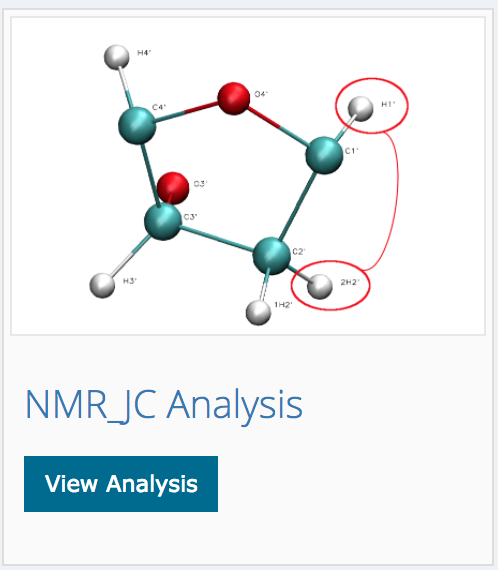 H4'
C4'
O4'
H1'
C1'
O3'
C3'
C2'
H3'
2H2'
1H2'
NMR_JC Analysis
View Analysis